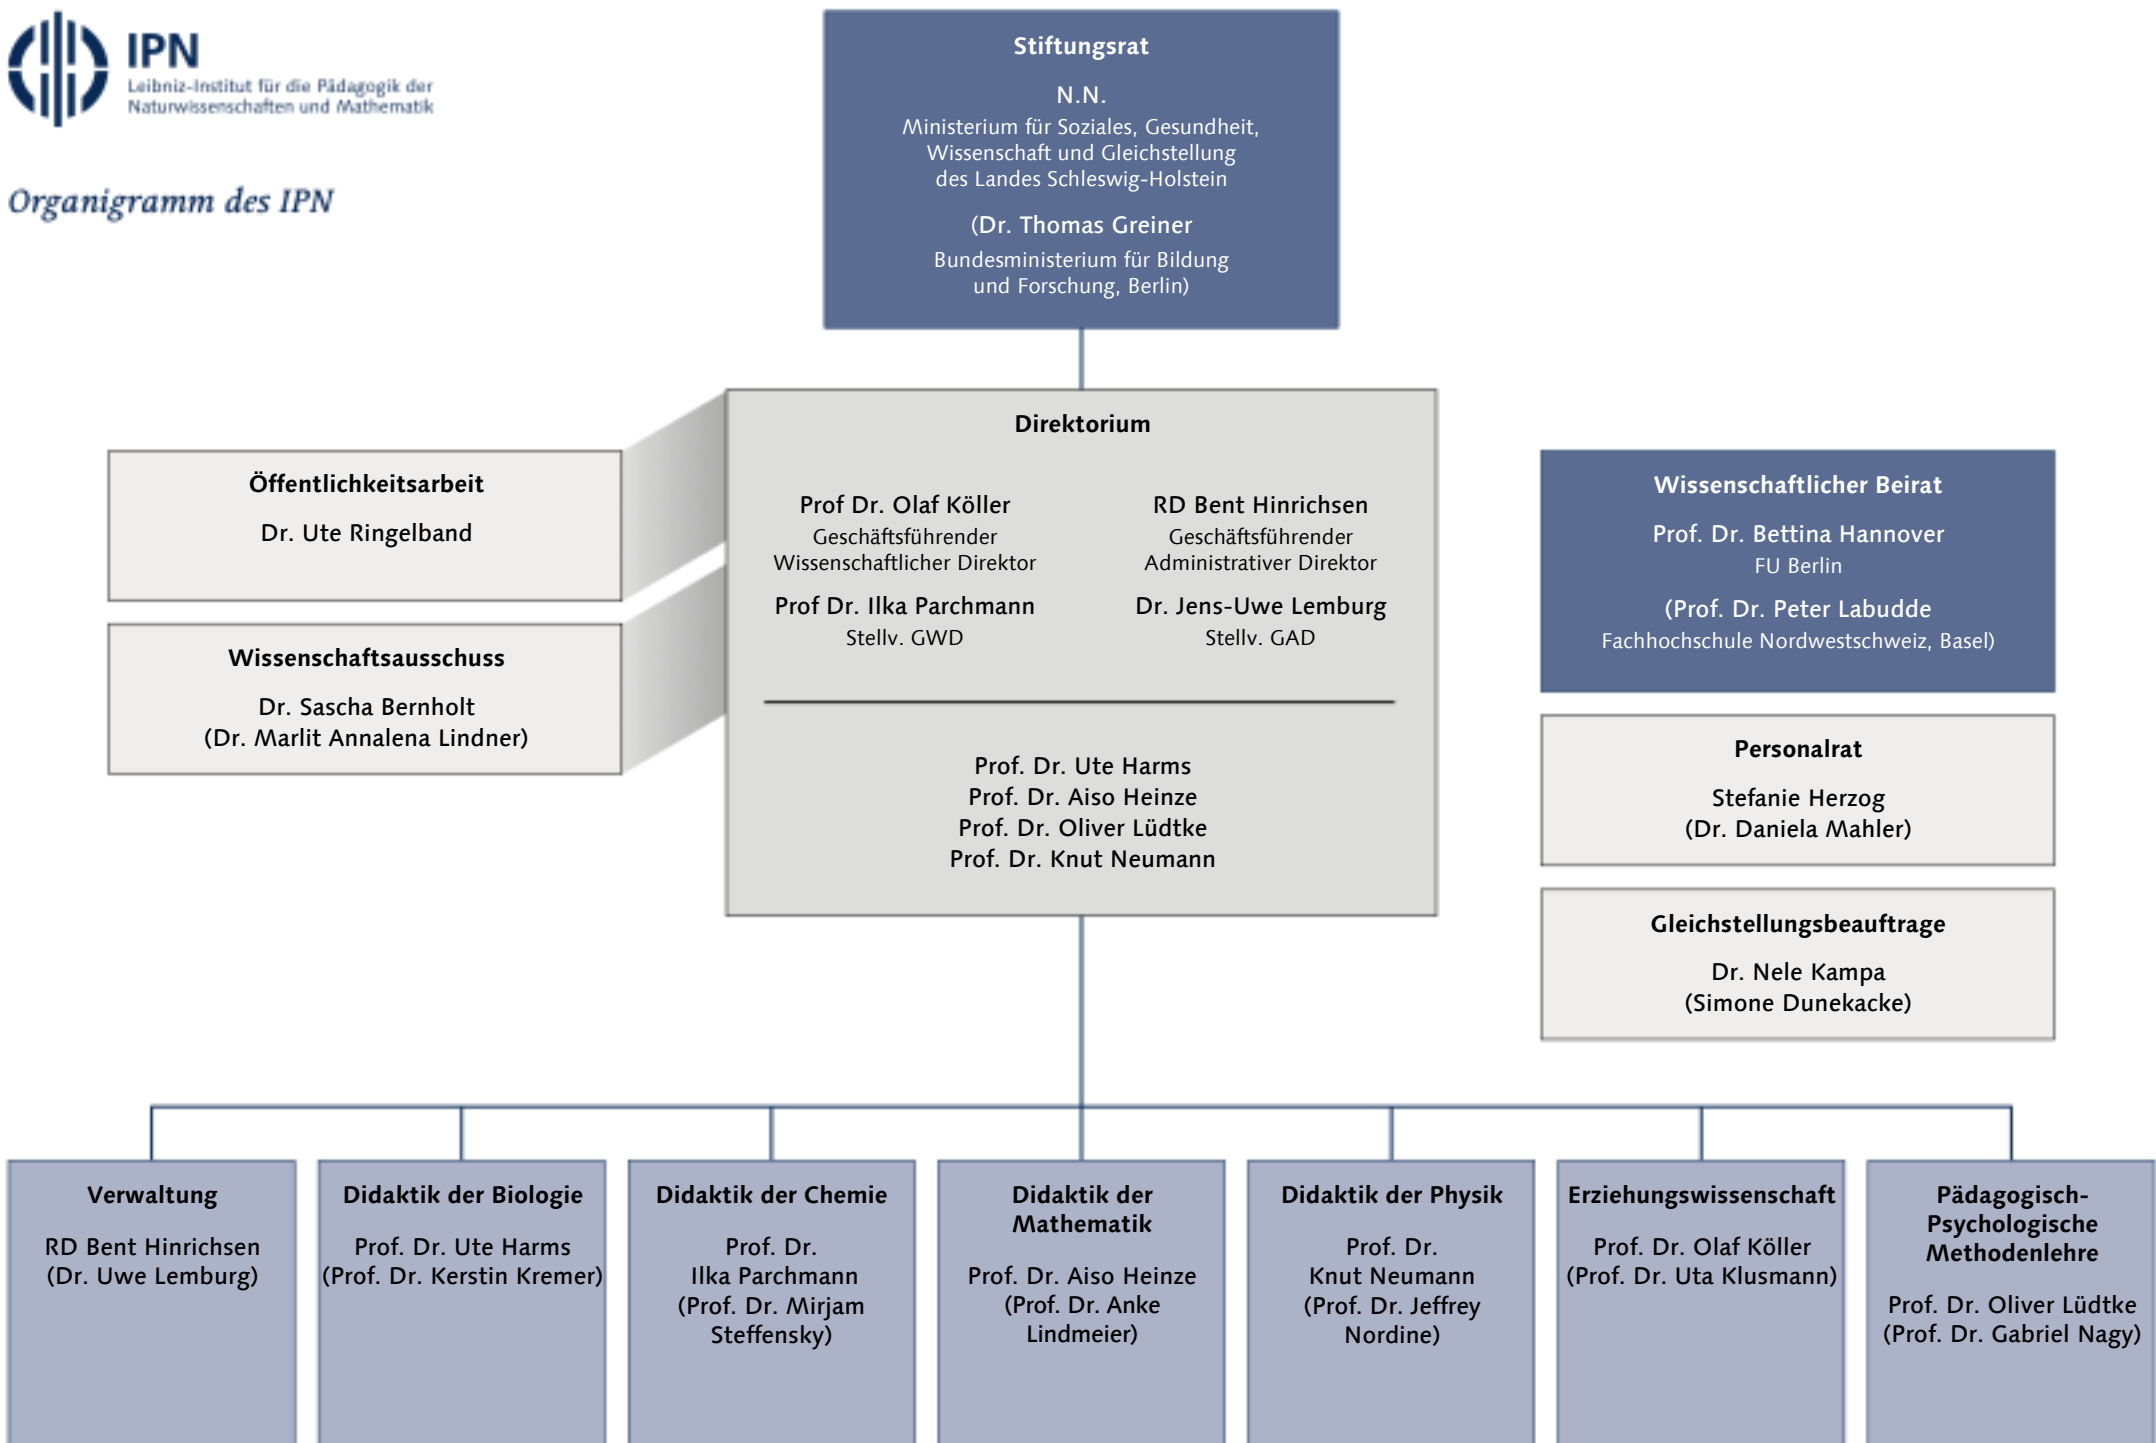 IPN
Leibniz-Institut für die Pädagogik der
Naturwissenschaften und Mathematik
Organigramm des IPN
Stiftungsrat
N.N.
Ministerium für Soziales, Gesundheit,
Wissenschaft und Gleichstellung
des Landes Schleswig-Holstein
(Dr. Thomas Greiner
Bundesministerium für Bildung
und Forschung, Berlin)
Direktorium
Prof Dr. Olaf Köller
Geschäftsführender
Wissenschaftlicher Direktor
Prof Dr. Ilka Parchmann
Stellv. GWD
RD Bent Hinrichsen
Geschäftsführender
Administrativer Direktor
Dr. Jens-Uwe Lemburg
Stellv. GAD
Prof. Dr. Ute Harms
Prof. Dr. Aiso Heinze
Prof. Dr. Oliver Lüdtke
Prof. Dr. Knut Neumann
Öffentlichkeitsarbeit
Dr. Ute Ringelband
Wissenschaftsausschuss
Dr. Sascha Bernholt
(Dr. Marlit Annalena Lindner)
Wissenschaftlicher Beirat
Prof. Dr. Bettina Hannover
FU Berlin
(Prof. Dr. Peter Labudde
Fachhochschule Nordwestschweiz, Basel)
Personalrat
Stefanie Herzog
(Dr. Daniela Mahler)
Gleichstellungsbeauftrage
Dr. Nele Kampa
(Simone Dunekacke)
Verwaltung
RD Bent Hinrichsen
(Dr. Uwe Lemburg)
Didaktik der Biologie
Prof. Dr. Ute Harms
(Prof. Dr. Kerstin Kremer)
Didaktik der Chemie
Prof. Dr.
Ilka Parchmann
(Prof. Dr. Mirjam
Steffensky)
Didaktik der
Mathematik
Prof. Dr. Aiso Heinze
(Prof. Dr. Anke
Lindmeier)
Didaktik der Physik
Prof. Dr.
Knut Neumann
(Prof. Dr. Jeffrey
Nordine)
Erziehungswissenschaft
Prof. Dr. Olaf Köller
(Prof. Dr. Uta Klusmann)
Pädagogisch-
Psychologische
Methodenlehre
Prof. Dr. Oliver Lüdtke
(Prof. Dr. Gabriel Nagy)